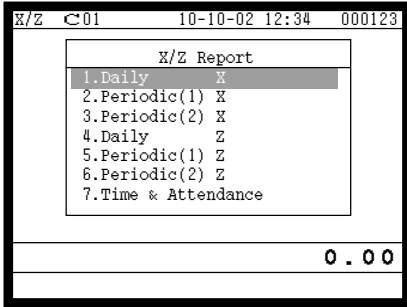 X/Z C01 10-10-02 12:34 000123
X/Z Report
1.Daily X
2.Periodic(1) X
3.Periodic(2) X
4.Daily Z
5.Periodic(1) Z
6.Periodic(2) Z
7.Time & Attendance
0.00